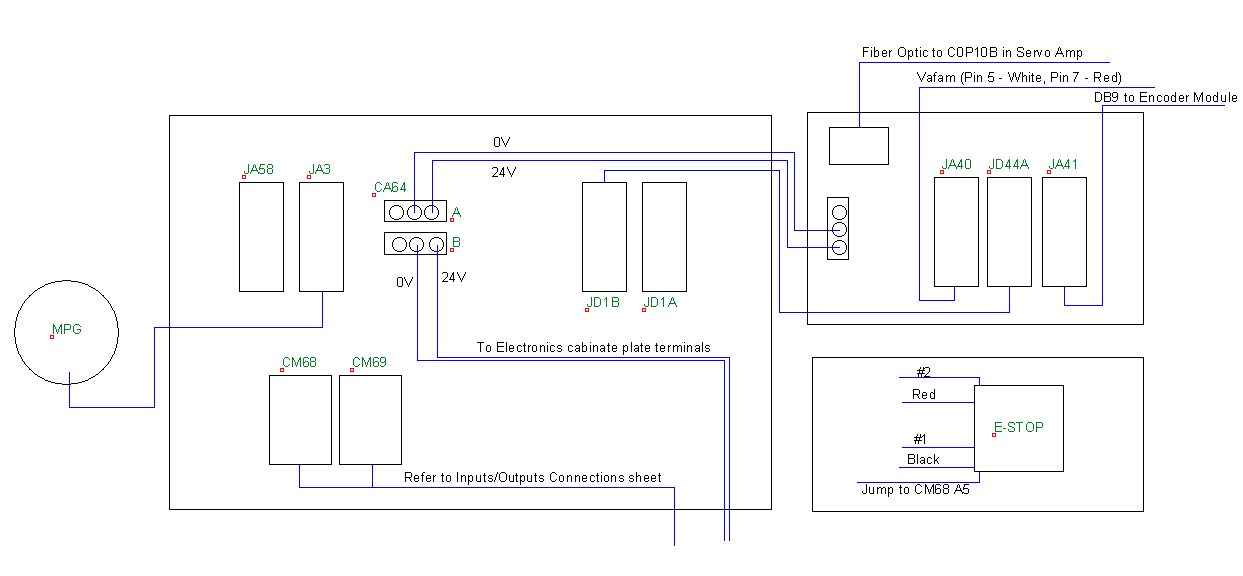 Fiber Optic to C0P10B in Servo Amp
Vafam (Pin 5 - White, Pin 7 - Red)
DB9 to Encoder Module
0V
24V
JA58
JA3
CA64
A
B
0V
24V
JD1B
JD1A
JA40
JD44A
JA41
MPG
To Electronics cabinate plate terminals
CM68
CM69
Refer to Inputs/Outputs Connections sheet
#2
Red
E-STOP
#1
Black
Jump to CM68 A5